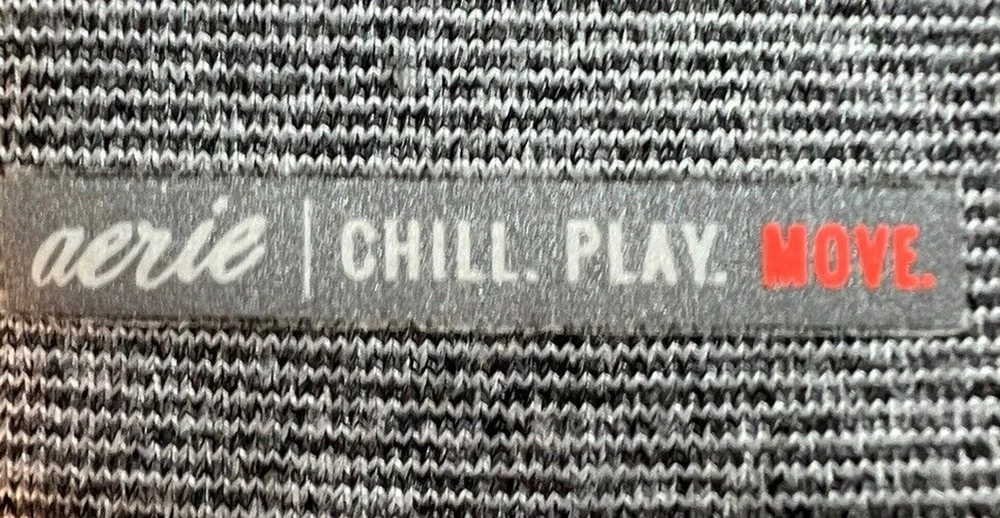 aerie | CHILL. PLAY. MOVE.